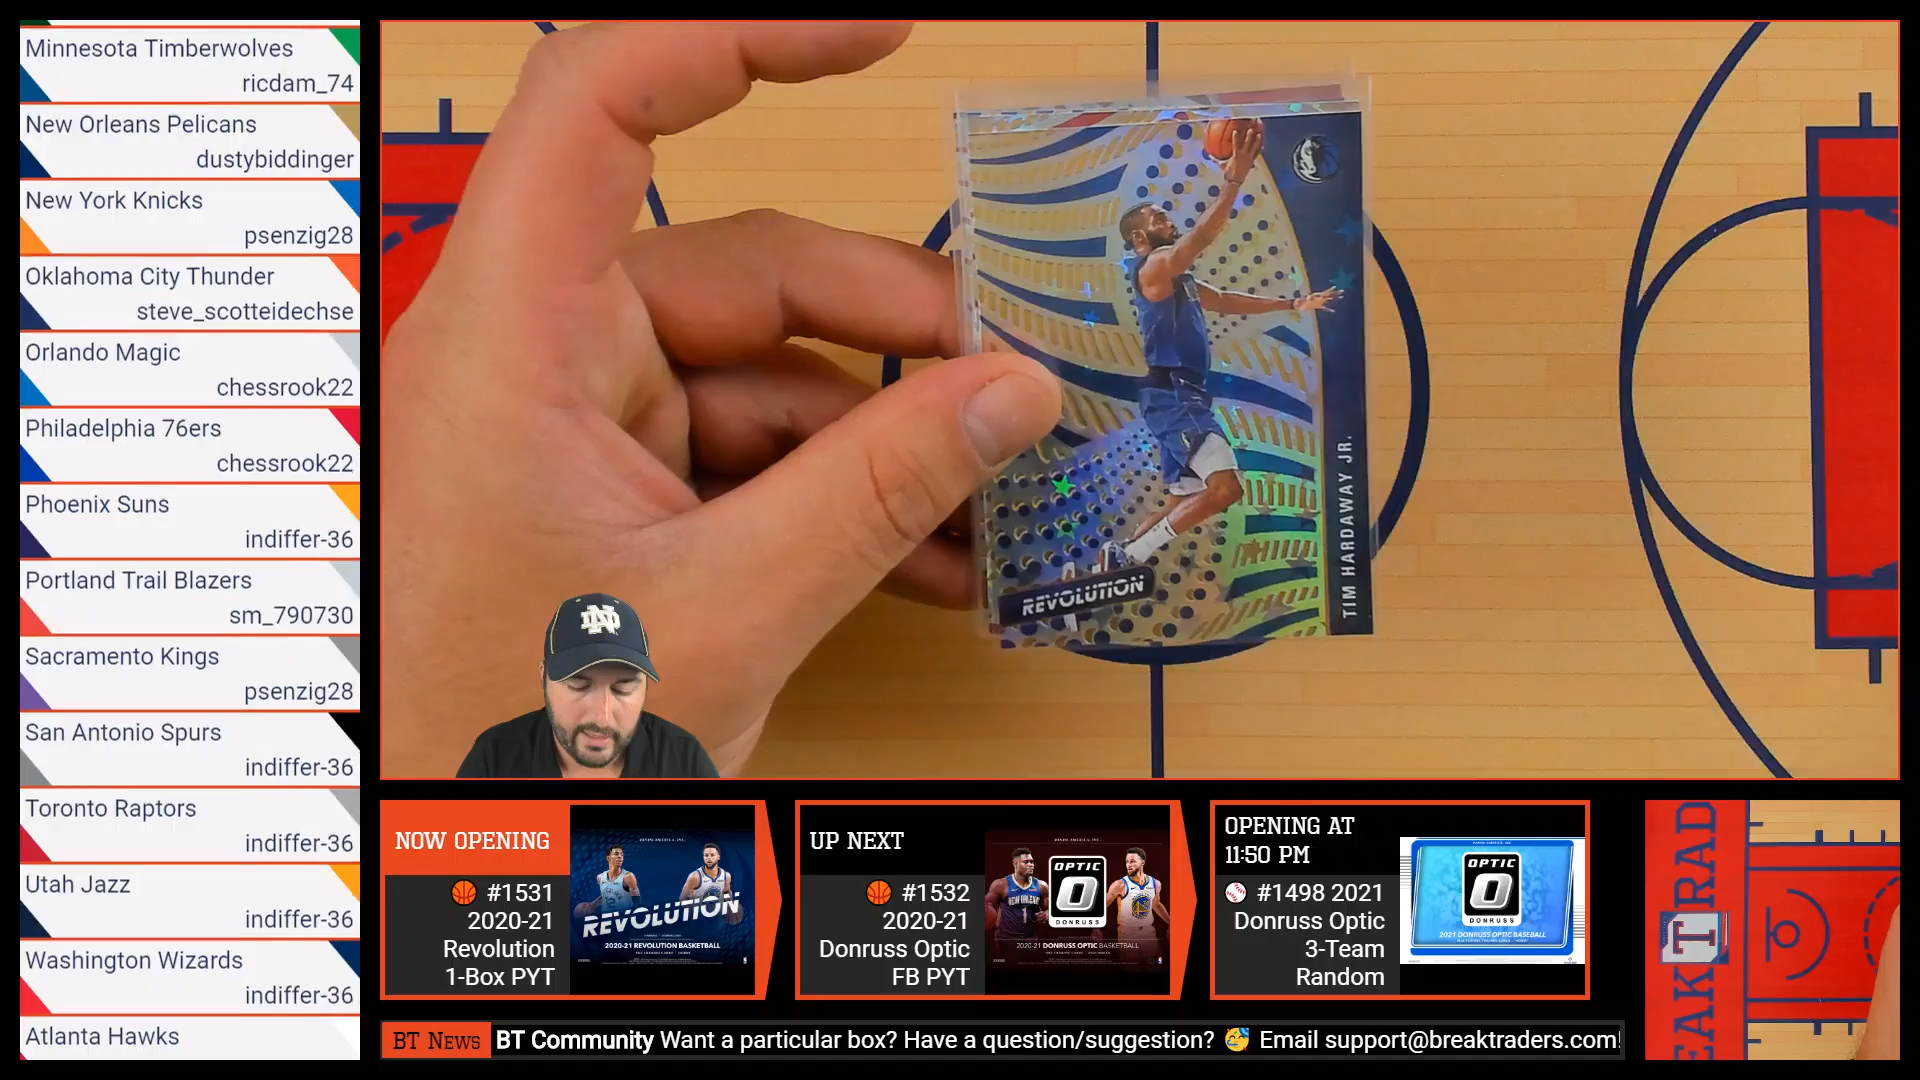 Minnesota Timberwolves
ricdam_74
New Orleans Pelicans
dustybiddinger
New York Knicks
psenzig28
Oklahoma City Thunder
steve_scotteidechse
Orlando Magic
chessrook22
Philadelphia 76ers
chessrook22
Phoenix Suns
indiffer-36
Portland Trail Blazers
sm_790730
Sacramento Kings
psenzig28
San Antonio Spurs
indiffer-36
Toronto Raptors
indiffer-36
Utah Jazz
indiffer-36
Washington Wizards
indiffer-36
Atlanta Hawks
REVOLUTION
TIM HARDAWAY JR.
NOW OPENING
#1531
2020-21
Revolution
1-Box PYT
REVOLUTION
2020-21 REVOLUTION BASKETBALL
UP NEXT
#1532
2020-21
Donruss Optic
FB PYT
OPTIC
DONRUSS
2020-21 DONRUSS OPTIC BASKETBALL
OPENING AT
11:50 PM
#1498 2021
Donruss Optic
3-Team
Random
OPTIC
DONRUSS
2021 DONRUSS OPTIC BASEBALL
EAK TRAD
T
BT NEWS
BT Community Want a particular box? Have a question/suggestion? 🥳 Email support@breaktraders.com!